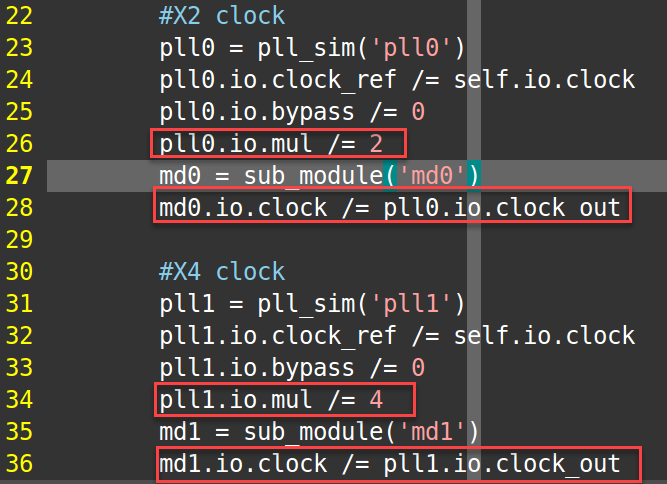 22 #X2 clock
23 pll0 = pll_sim('pll0')
24 pll0.io.clock_ref /= self.io.clock
25 pll0.io.bypass /= 0
26 pll0.io.mul /= 2
27 md0 = sub_module('md0')
28 md0.io.clock /= pll0.io.clock_out
29
30 #X4 clock
31 pll1 = pll_sim('pll1')
32 pll1.io.clock_ref /= self.io.clock
33 pll1.io.bypass /= 0
34 pll1.io.mul /= 4
35 md1 = sub_module('md1')
36 md1.io.clock /= pll1.io.clock_out